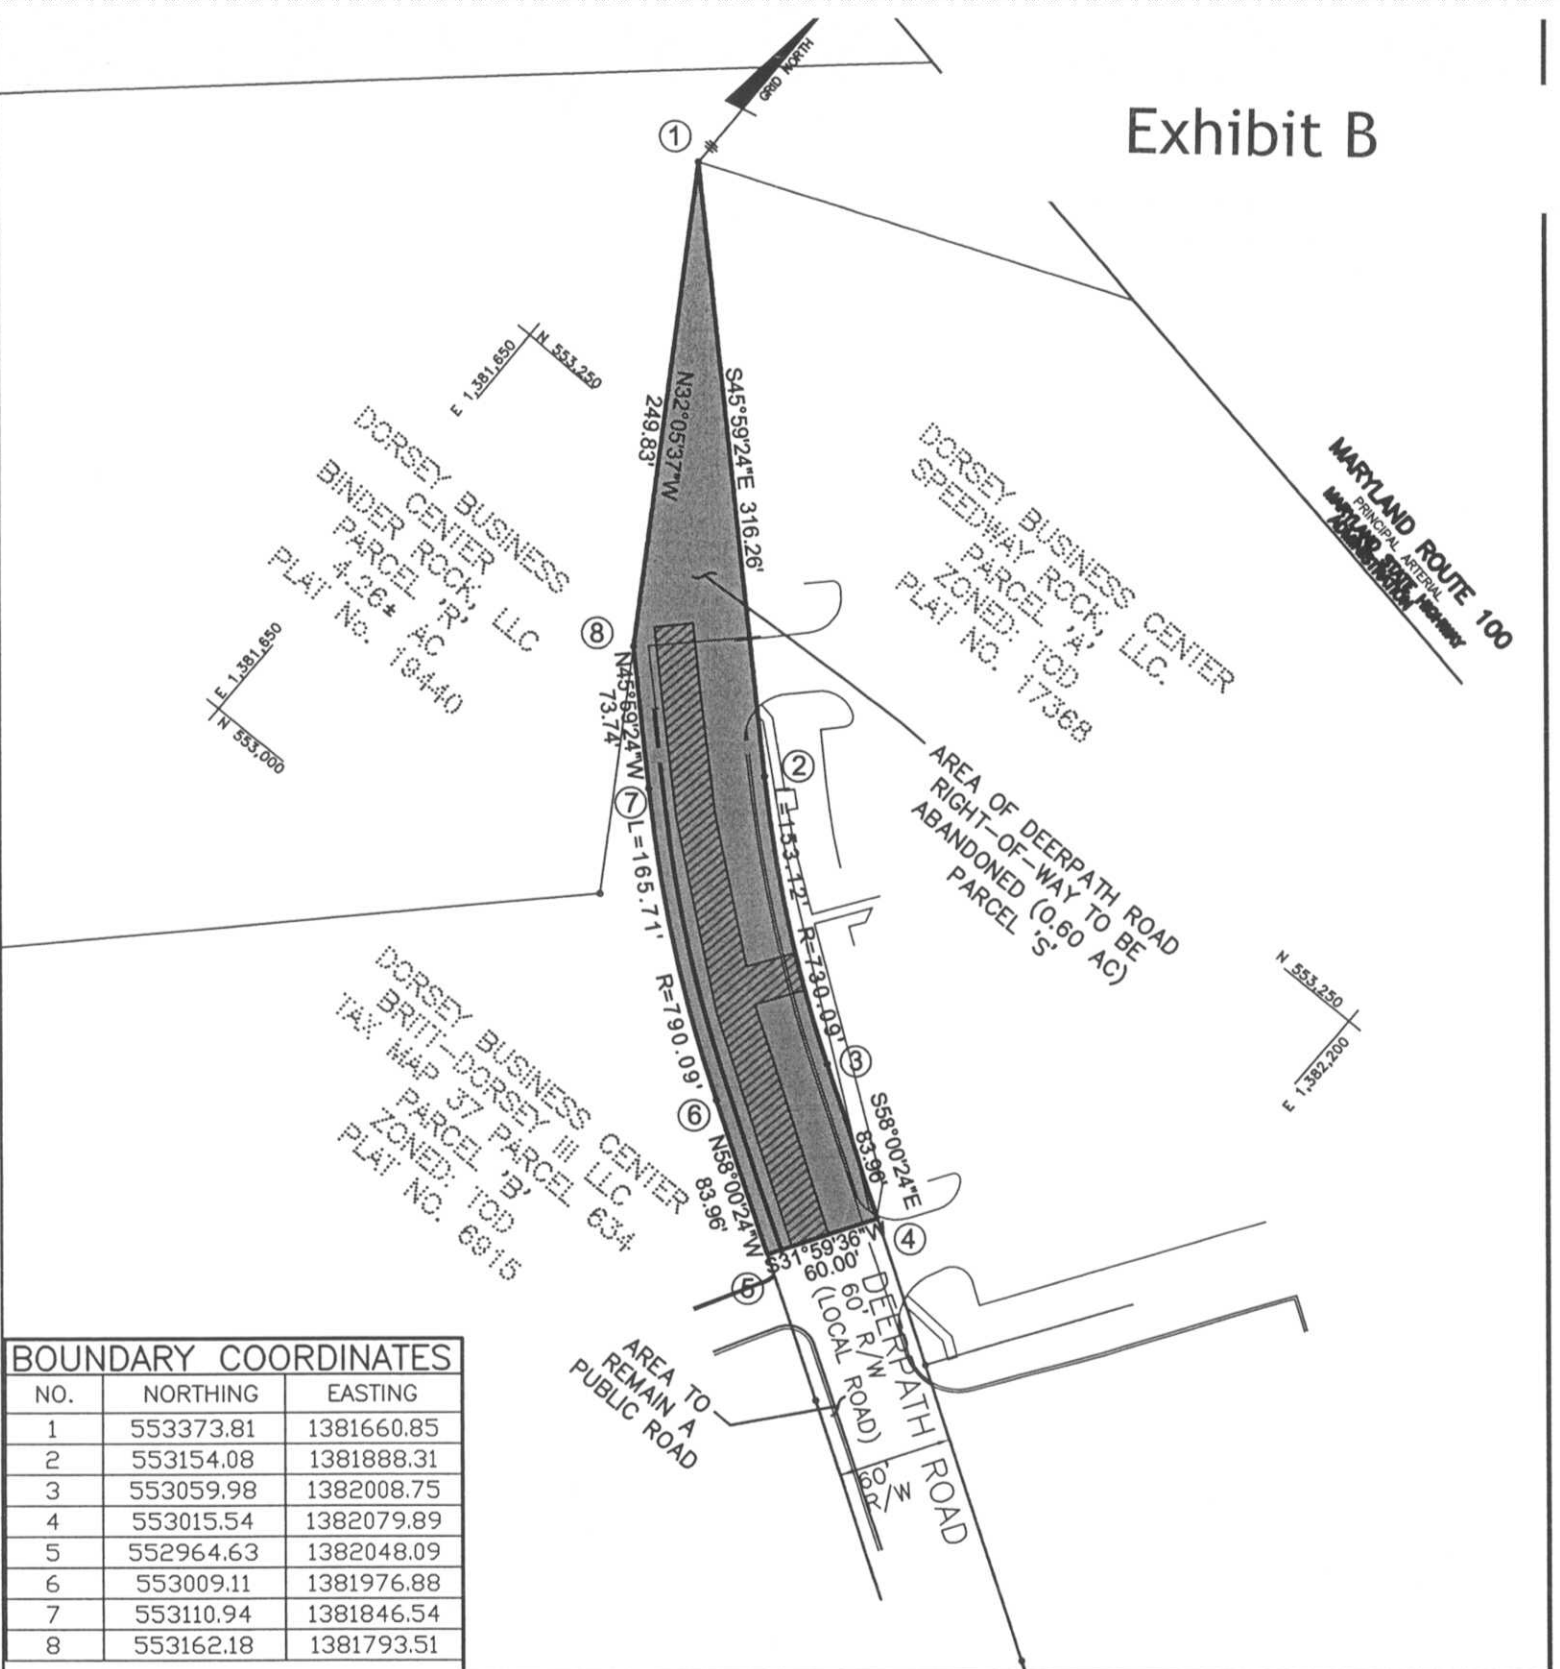 Exhibit B
GRID NORTH
1
S45°59'24"E 316.26'
N32°05'37"W
249.83'
N 553,250
E 1,381,650
DORSEY BUSINESS
CENTER
BINDER ROCK, LLC
PARCEL 'R'
4.26± AC
PLAT No. 19440
DORSEY BUSINESS CENTER
SPEEDWAY ROCK, LLC.
PARCEL 'A'
ZONED: TOD
PLAT NO. 17368
MARYLAND ROUTE 100
PRINCIPAL ARTERIAL
MARYLAND STATE HIGHWAY
ADMINISTRATION
8
N45°59'24"W
73.74'
E 1,381,650
N 553,000
2
7
L=165.71' R=790.09'
L=153.12' R=730.09'
AREA OF DEERPATH ROAD
RIGHT-OF-WAY TO BE
ABANDONED (0.60 AC)
PARCEL 'S'
N 553,250
E 1,382,200
DORSEY BUSINESS CENTER
BRITT-DORSEY III LLC
TAX MAP 37 PARCEL 634
PARCEL 'B'
ZONED: TOD
PLAT NO. 6915
3
6
S58°00'24"E
83.96'
N58°00'24"W
83.96'
4
S31°59'36"W
60.00'
5
60' R/W
(LOCAL ROAD)
DEERPATH ROAD
AREA TO
REMAIN A
PUBLIC ROAD
60'
R/W
BOUNDARY COORDINATES
NO. NORTHING EASTING
1 553373.81 1381660.85
2 553154.08 1381888.31
3 553059.98 1382008.75
4 553015.54 1382079.89
5 552964.63 1382048.09
6 553009.11 1381976.88
7 553110.94 1381846.54
8 553162.18 1381793.51